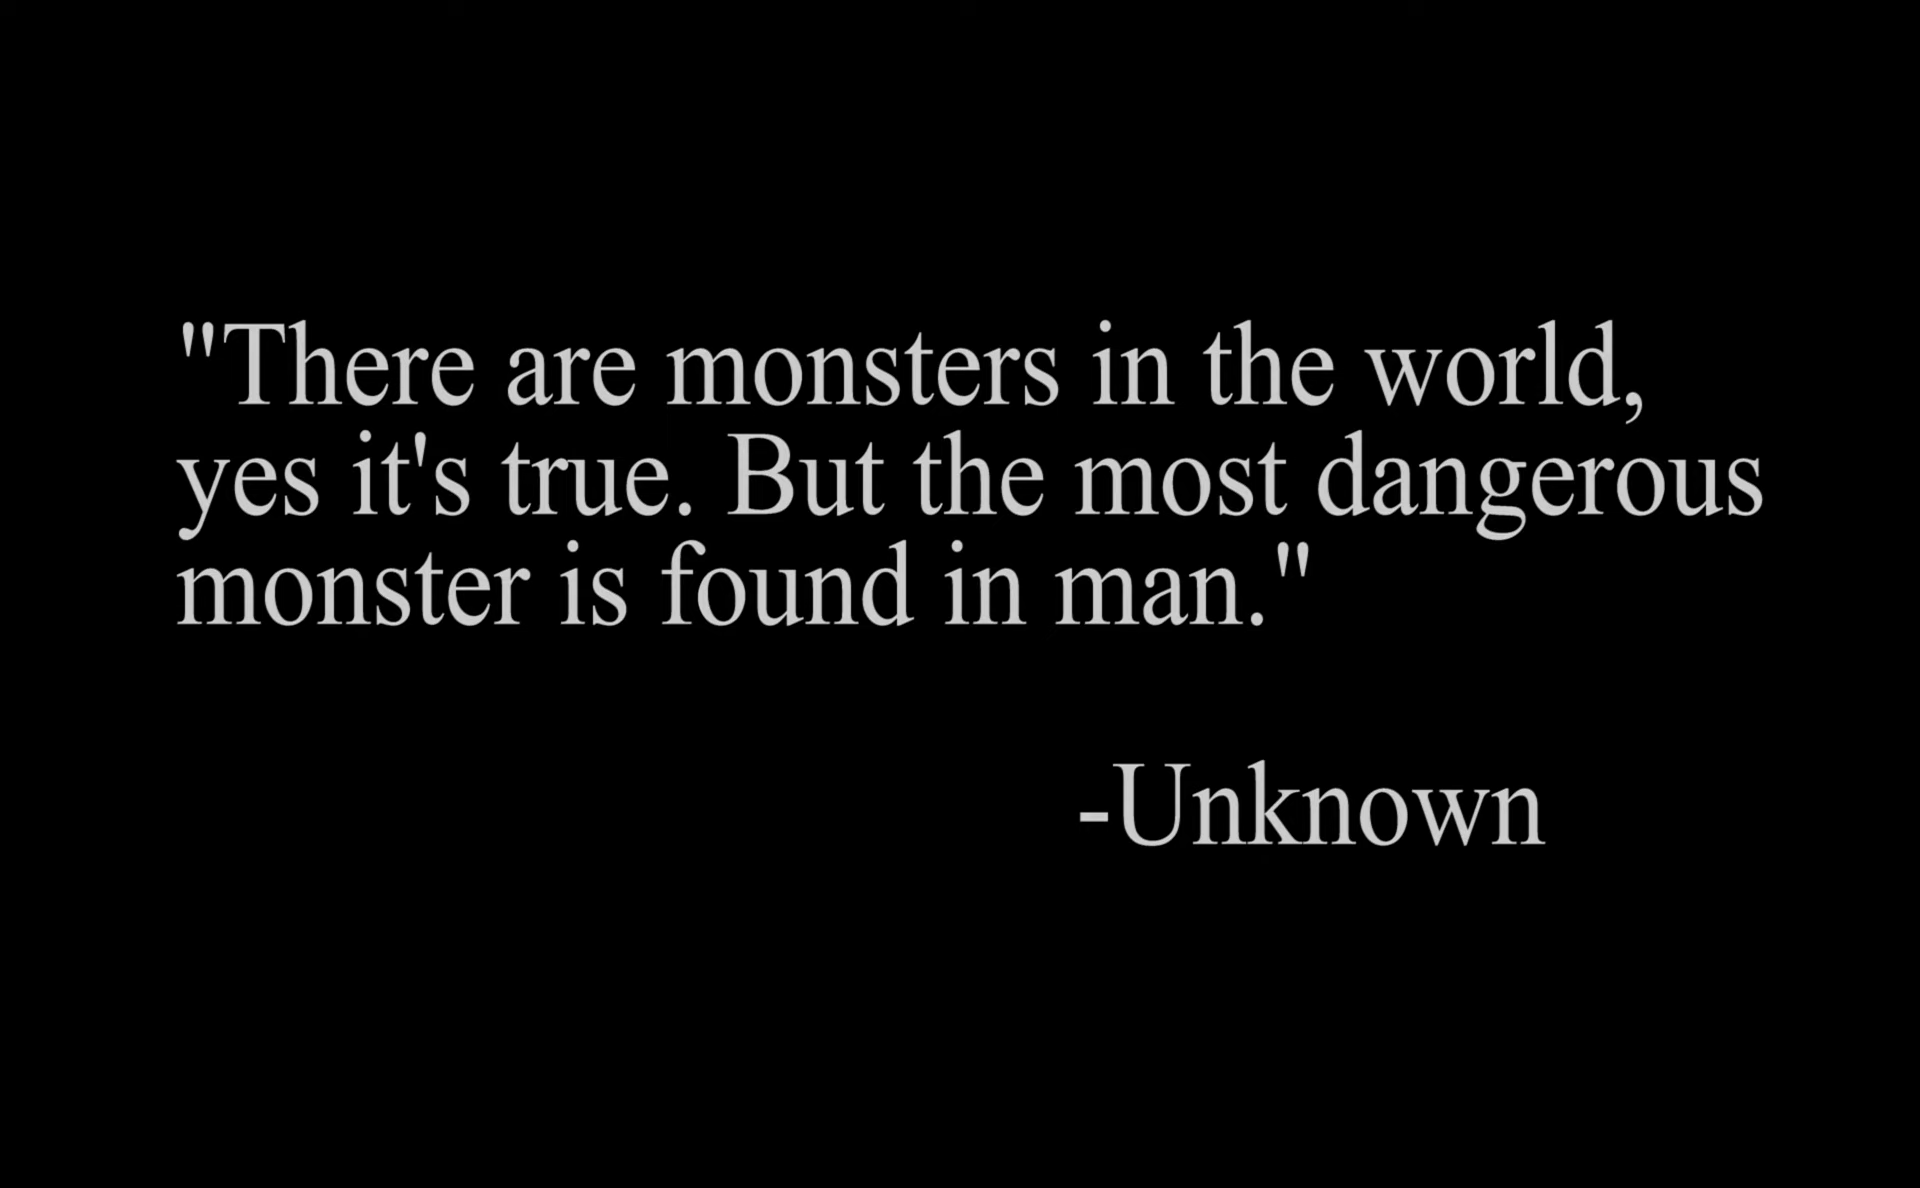 "There are monsters in the world,
yes it's true. But the most dangerous
monster is found in man."
-Unknown